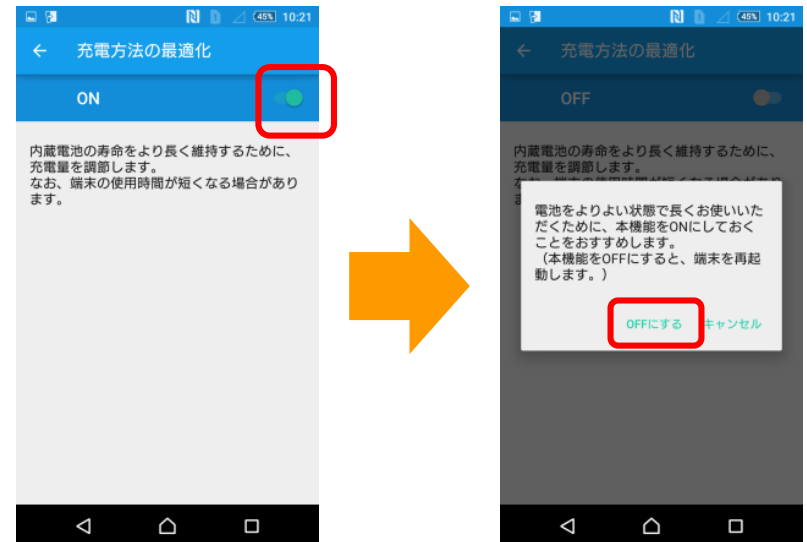 45% 10:21
充電方法の最適化
ON
内蔵電池の寿命をより長く維持するために、
充電量を調節します。
なお、端末の使用時間が短くなる場合があり
ます。
45% 10:21
充電方法の最適化
OFF
内蔵電池の寿命をより長く維持するために、
充電量を調節します。
電池をよりよい状態で長くお使いいた
だくために、本機能をONにしておく
ことをおすすめします。
（本機能をOFFにすると、端末を再起
動します。）
OFFにする キャンセル